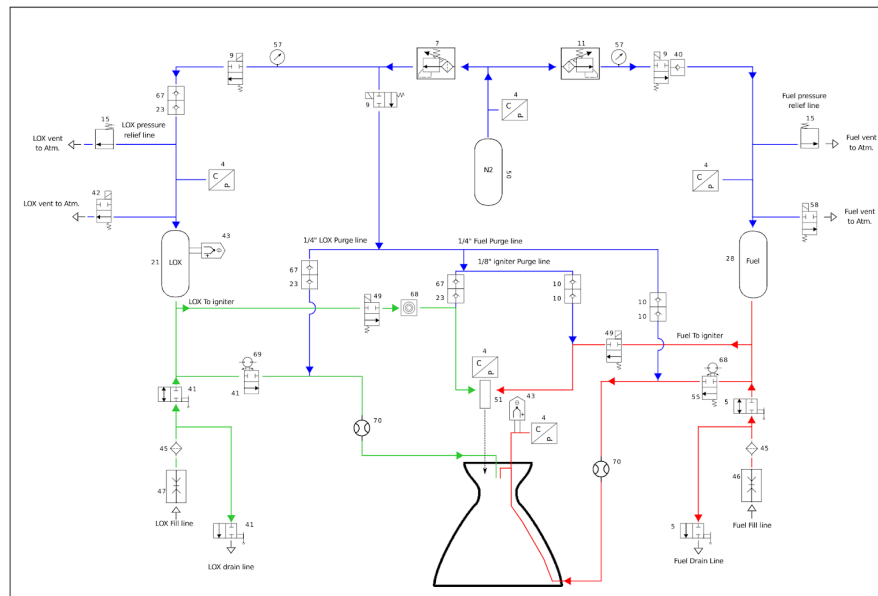 57
7
11
57
9
40
9
4
9
C
P
67
23
15
LOX pressure
relief line
LOX vent
to Atm.
N2
50
Fuel pressure
relief line
15
Fuel vent
to Atm.
4
C
P
4
C
P
42
LOX vent to Atm.
58
Fuel vent
to Atm.
43
21
LOX
28
Fuel
1/4" LOX Purge line
1/4" Fuel Purge line
1/8" igniter Purge line
67
23
67
23
10
10
10
10
LOX To igniter
49
68
49
Fuel To igniter
69
41
4
C
P
51
43
68
55
41
5
4
C
P
70
70
45
47
LOX Fill line
41
LOX drain line
45
46
Fuel Fill line
5
Fuel Drain Line